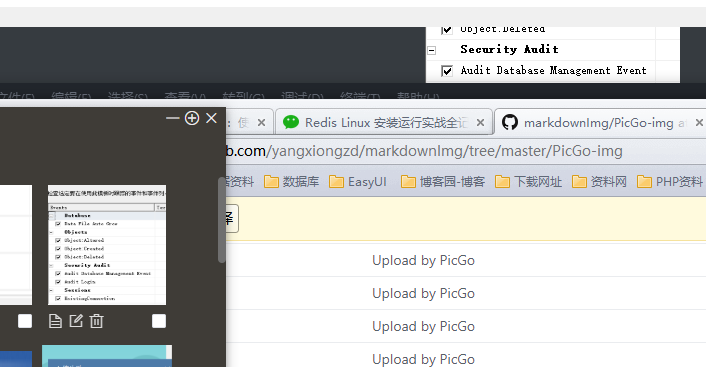 Object:Deleted
Security Audit
Audit Database Management Event
文件(F) 编辑(E) 选择(S) 查看(V) 转到(G) 调试(D) 终端(T) 帮助(H)
Redis Linux 安装运行实战全记
markdownImg/PicGo-img a
b.com/yangxiongzd/markdownImg/tree/master/PicGo-img
资料 数据库 EasyUI 博客园-博客 下载网址 资料网 PHP资料
Events
Database
Data File Auto Grow
Objects
Object:Altered
Object:Created
Object:Deleted
Security Audit
Audit Database Management Event
Audit Login
Sessions
ExistingConnection
Upload by PicGo
Upload by PicGo
Upload by PicGo
Upload by PicGo